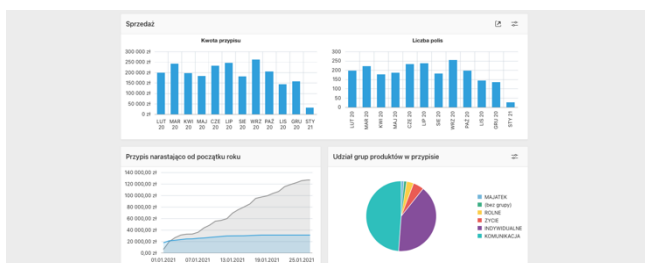 Sprzedaż
Kwota przypisu
300 000 zł
250 000 zł
200 000 zł
150 000 zł
100 000 zł
50 000 zł
0 zł
LUT 20 MAR 20 KWI 20 MAJ 20 CZE 20 LIP 20 SIE 20 WRZ 20 PAŹ 20 LIS 20 GRU 20 STY 21
Liczba polis
300
250
200
150
100
50
0
LUT 20 MAR 20 KWI 20 MAJ 20 CZE 20 LIP 20 SIE 20 WRZ 20 PAŹ 20 LIS 20 GRU 20 STY 21
Przypis narastająco od początku roku
140 000,00 zł
120 000,00 zł
100 000,00 zł
80 000,00 zł
60 000,00 zł
40 000,00 zł
20 000,00 zł
0,00 zł
01.01.2021 07.01.2021 13.01.2021 19.01.2021 25.01.2021
Udział grup produktów w przypisie
MAJĄTEK
(bez grupy)
ROLNE
ŻYCIE
INDYWIDUALNE
KOMUNIKACJA